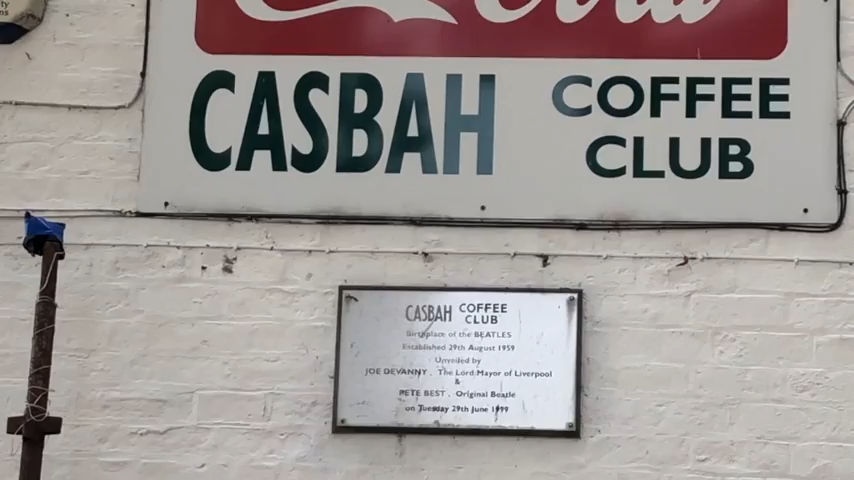 CASBAH COFFEE CLUB
CASBAH COFFEE CLUB
Birthplace of the BEATLES
Established 29th August 1959
Unveiled by
JOE DEVANNY . The Lord Mayor of Liverpool
&
PETE BEST . Original Beatle
on Tuesday 29th June 1999